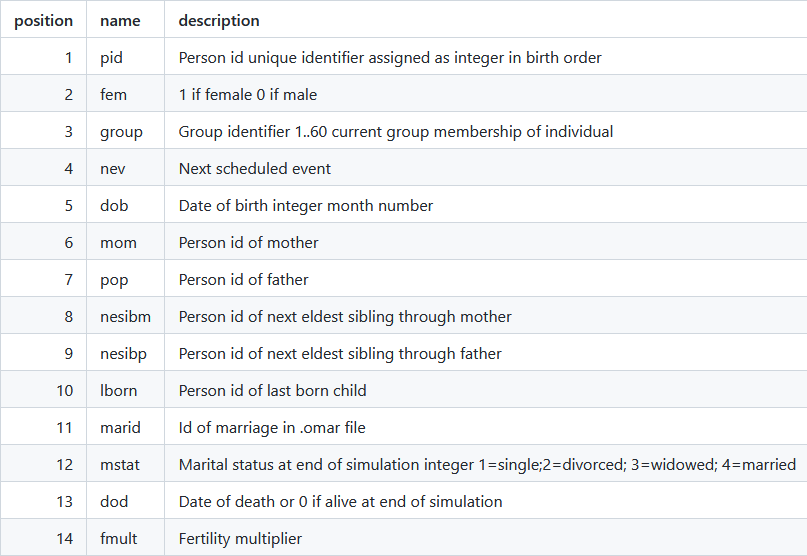 position name description
1 pid Person id unique identifier assigned as integer in birth order
2 fem 1 if female 0 if male
3 group Group identifier 1..60 current group membership of individual
4 nev Next scheduled event
5 dob Date of birth integer month number
6 mom Person id of mother
7 pop Person id of father
8 nesibm Person id of next eldest sibling through mother
9 nesibp Person id of next eldest sibling through father
10 lborn Person id of last born child
11 marid Id of marriage in .omar file
12 mstat Marital status at end of simulation integer 1=single;2=divorced; 3=widowed; 4=married
13 dod Date of death or 0 if alive at end of simulation
14 fmult Fertility multiplier